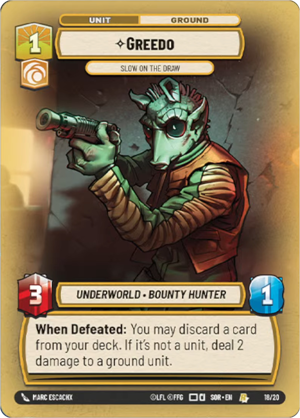 UNIT GROUND
1
✧GREEDO
SLOW ON THE DRAW
UNDERWORLD • BOUNTY HUNTER
3 1
When Defeated: You may discard a card
from your deck. If it's not a unit, deal 2
damage to a ground unit.
MARC ESCACHX ©LFL ©FFG SOR • EN 18/20